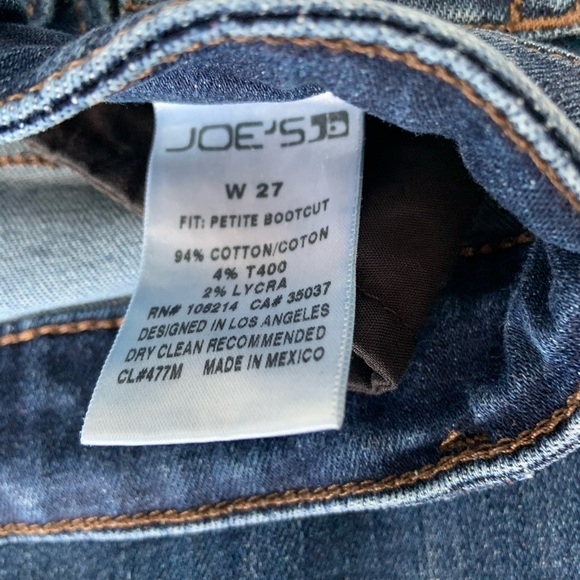 JOE'S
W 27
FIT: PETITE BOOTCUT
94% COTTON/COTON
4% T400
2% LYCRA
RN# 106214 CA# 35037
DESIGNED IN LOS ANGELES
DRY CLEAN RECOMMENDED
CL#477M MADE IN MEXICO